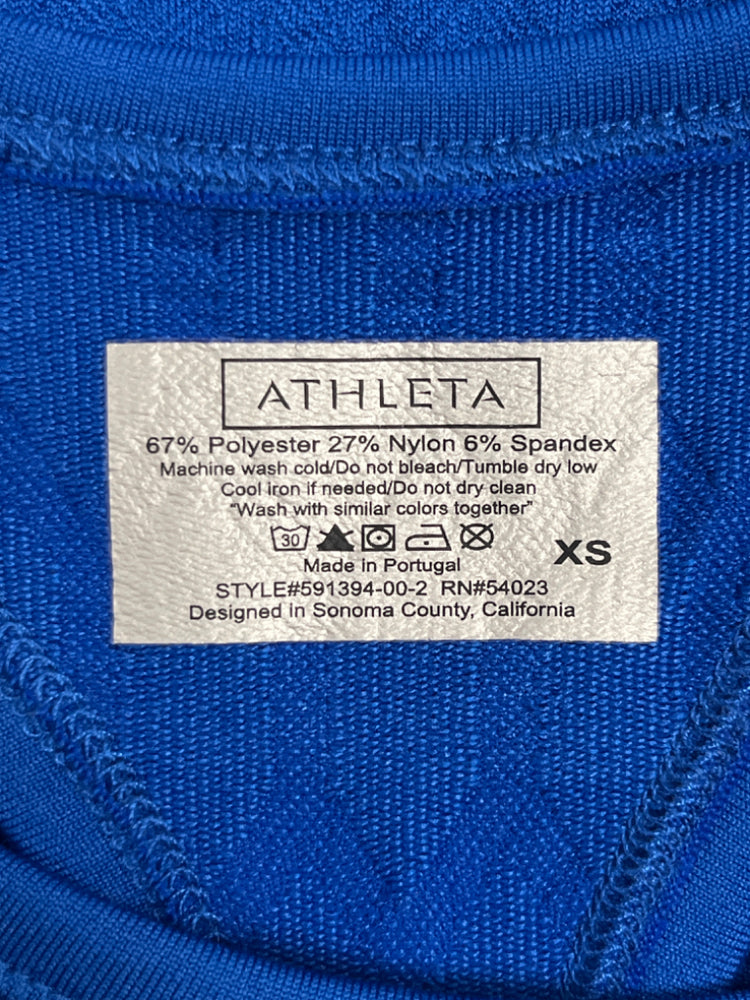 ATHLETA
67% Polyester 27% Nylon 6% Spandex
Machine wash cold/Do not bleach/Tumble dry low
Cool iron if needed/Do not dry clean
"Wash with similar colors together"
30
XS
Made in Portugal
STYLE#591394-00-2 RN#54023
Designed in Sonoma County, California